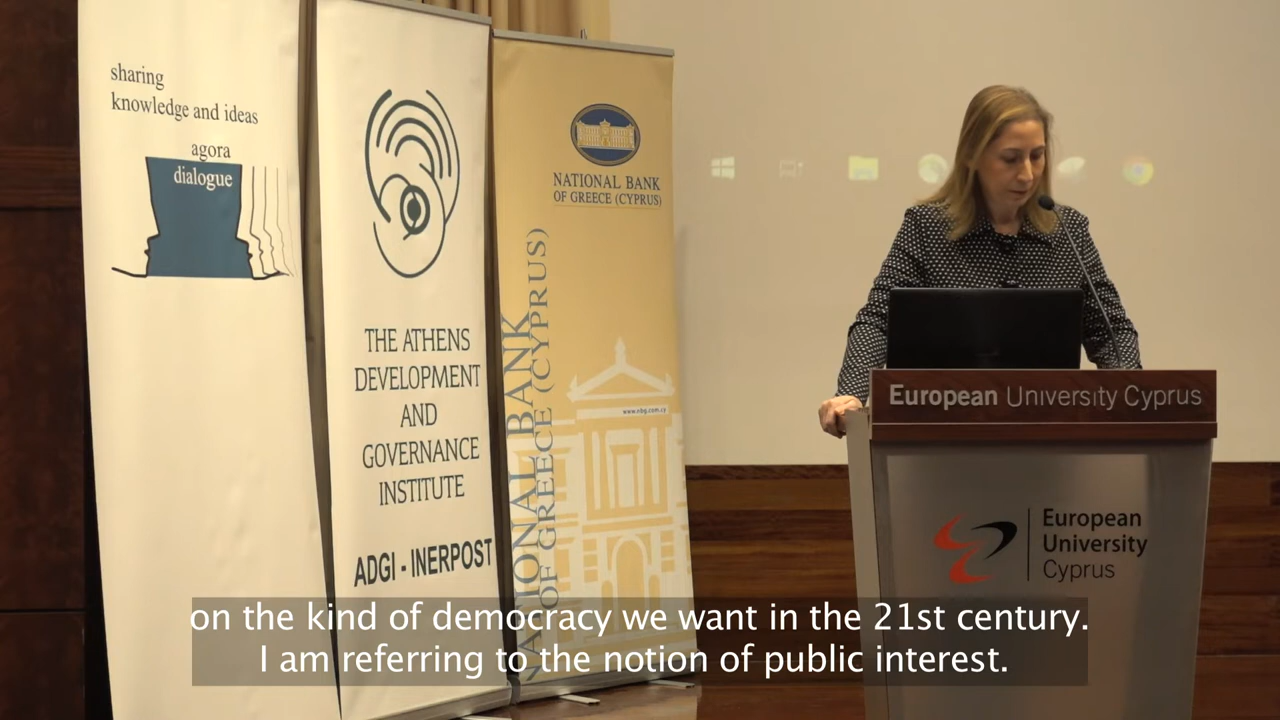 sharing
knowledge and ideas
agora
dialogue
THE ATHENS
DEVELOPMENT
AND
GOVERNANCE
INSTITUTE
ADGI - INERPOST
NATIONAL BANK
OF GREECE (CYPRUS)
NATIONAL BANK
OF GREECE (CYPRUS)
www.nbg.com.cy
European University Cyprus
European
University
Cyprus
on the kind of democracy we want in the 21st century.
I am referring to the notion of public interest.